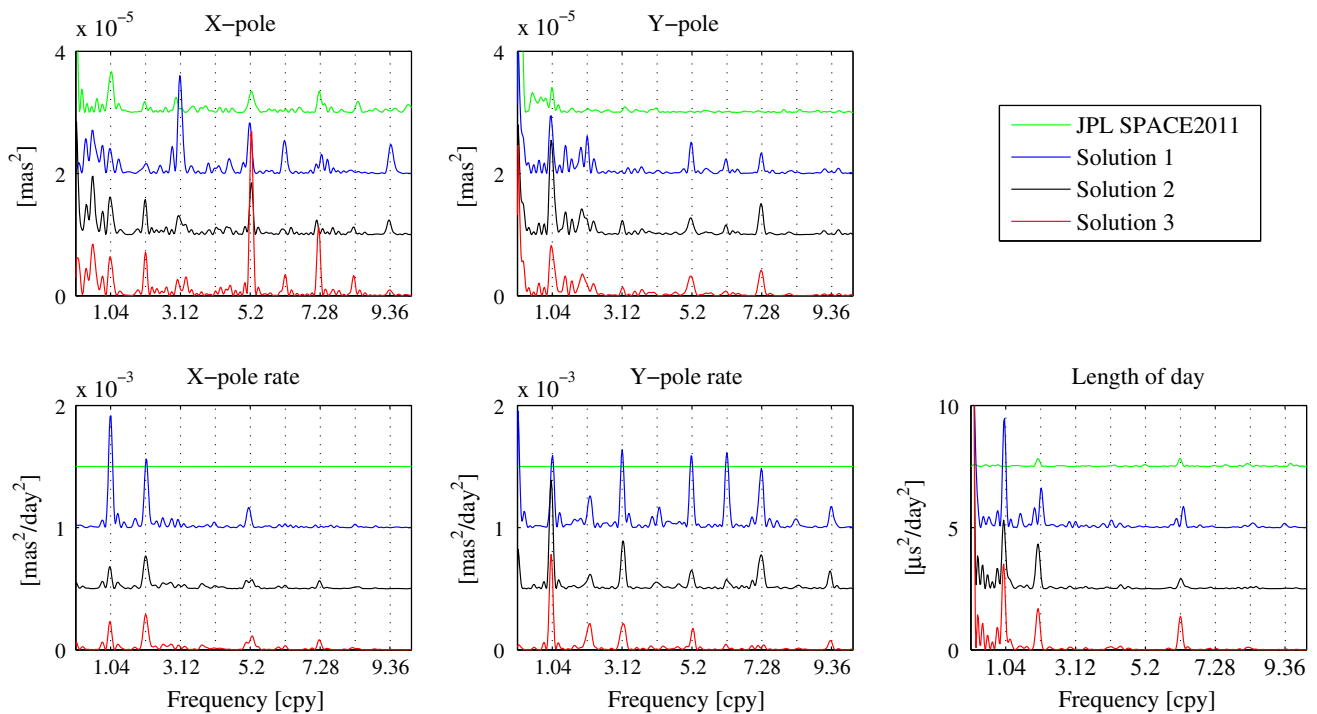 X−pole
x 10⁻⁵
[mas²]
4
2
0
1.04 3.12 5.2 7.28 9.36
Y−pole
x 10⁻⁵
4
2
0
1.04 3.12 5.2 7.28 9.36
JPL SPACE2011
Solution 1
Solution 2
Solution 3
X−pole rate
x 10⁻³
[mas²/day²]
2
1
0
1.04 3.12 5.2 7.28 9.36
Frequency [cpy]
Y−pole rate
x 10⁻³
[mas²/day²]
2
1
0
1.04 3.12 5.2 7.28 9.36
Frequency [cpy]
Length of day
[μs²/day²]
10
5
0
1.04 3.12 5.2 7.28 9.36
Frequency [cpy]